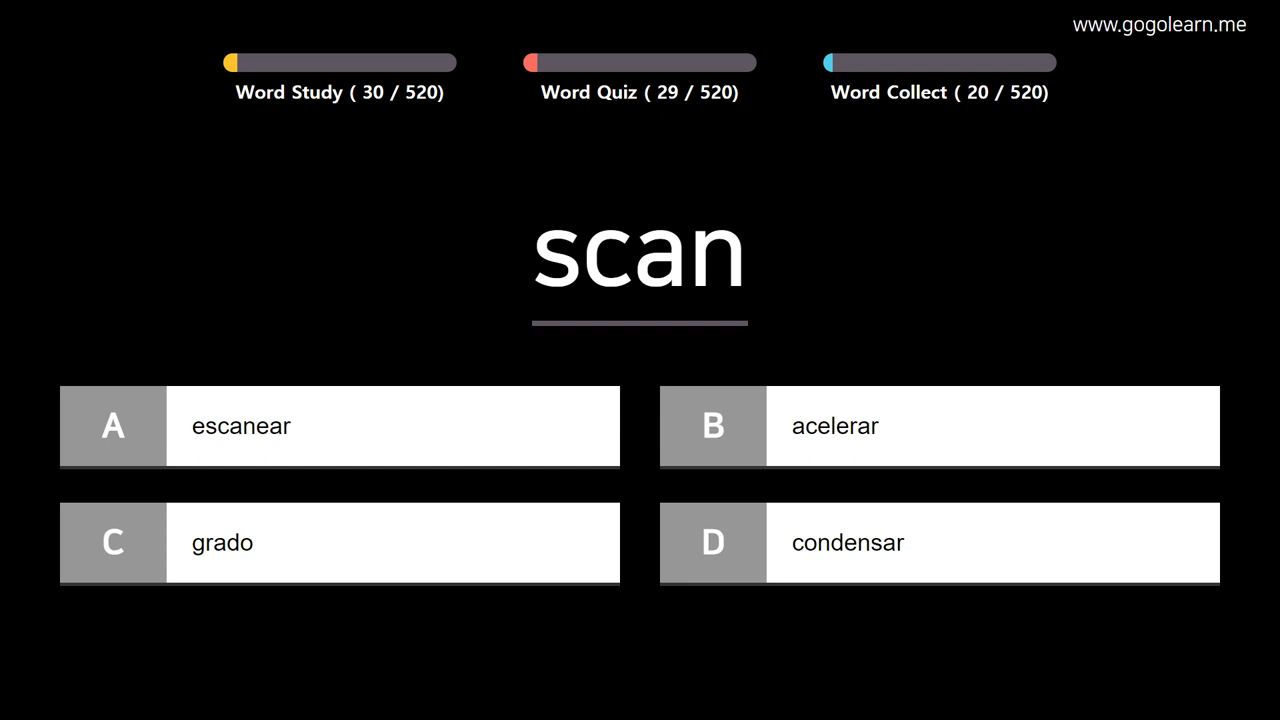 www.gogolearn.me
Word Study ( 30 / 520)
Word Quiz ( 29 / 520)
Word Collect ( 20 / 520)
scan
A escanear
B acelerar
C grado
D condensar